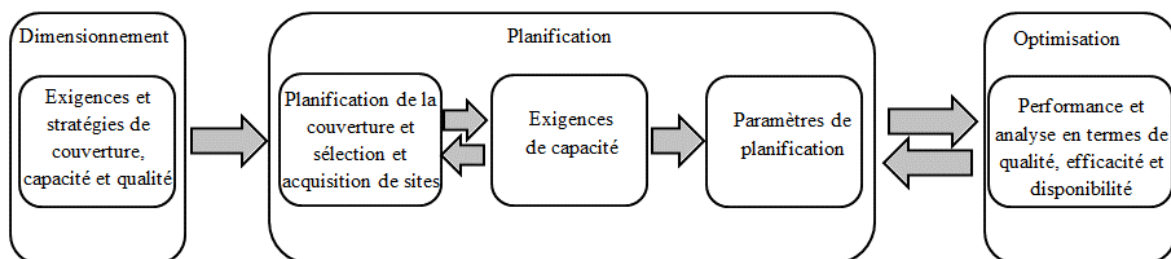 Dimensionnement
Exigences et
stratégies de
couverture,
capacité et qualité
Planification
Planification de la
couverture et
sélection et
acquisition de sites
Exigences
de capacité
Paramètres de
planification
Optimisation
Performance et
analyse en termes de
qualité, efficacité et
disponibilité